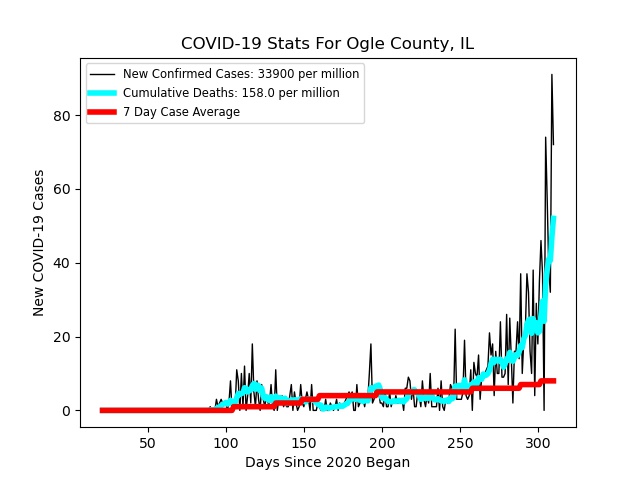 COVID-19 Stats For Ogle County, IL
New Confirmed Cases: 33900 per million
Cumulative Deaths: 158.0 per million
7 Day Case Average
New COVID-19 Cases
80
60
40
20
0
50 100 150 200 250 300
Days Since 2020 Began